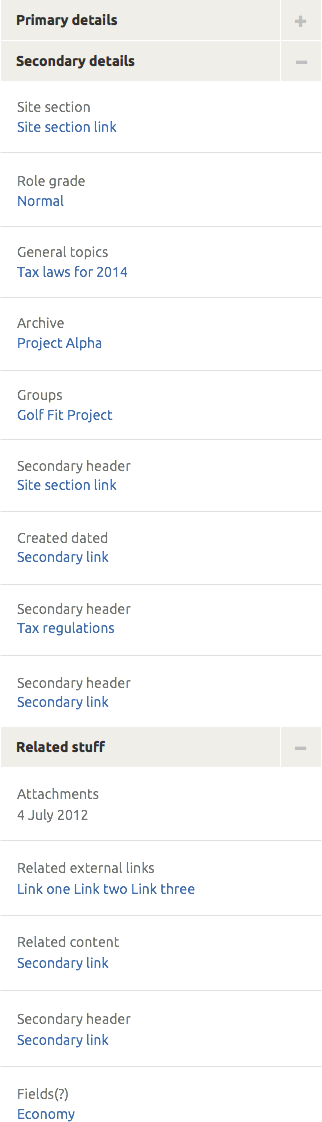 Primary details
Secondary details
Site section
Site section link
Role grade
Normal
General topics
Tax laws for 2014
Archive
Project Alpha
Groups
Golf Fit Project
Secondary header
Site section link
Created dated
Secondary link
Secondary header
Tax regulations
Secondary header
Secondary link
Related stuff
Attachments
4 July 2012
Related external links
Link one Link two Link three
Related content
Secondary link
Secondary header
Secondary link
Fields(?)
Economy